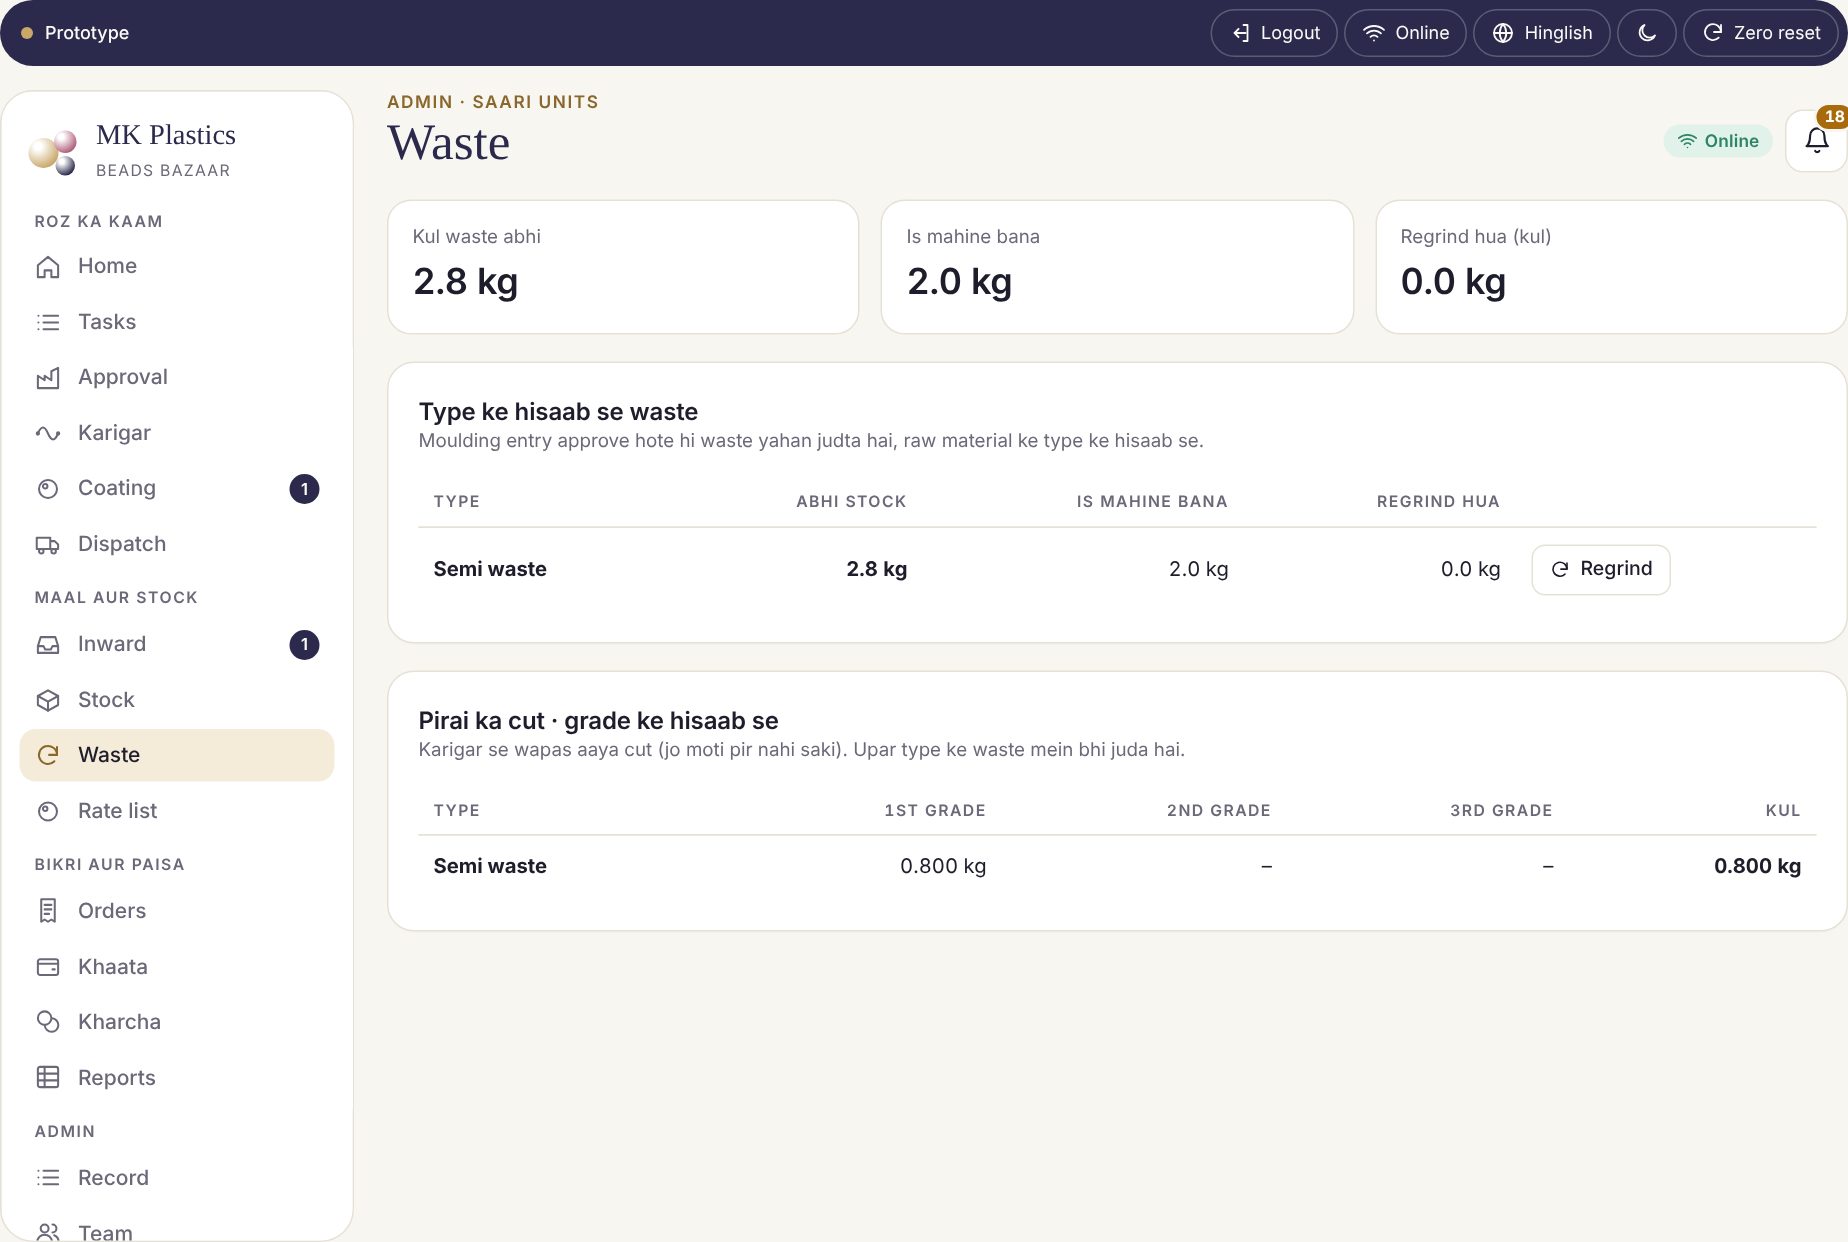 Prototype
Logout
Online
Hinglish
Zero reset
MK Plastics
BEADS BAZAAR
ROZ KA KAAM
Home
Tasks
Approval
Karigar
Coating 1
Dispatch
MAAL AUR STOCK
Inward 1
Stock
Waste
Rate list
BIKRI AUR PAISA
Orders
Khaata
Kharcha
Reports
ADMIN
Record
Team
ADMIN · SAARI UNITS
Waste
Online
18
Kul waste abhi
2.8 kg
Is mahine bana
2.0 kg
Regrind hua (kul)
0.0 kg
Type ke hisaab se waste
Moulding entry approve hote hi waste yahan judta hai, raw material ke type ke hisaab se.
TYPE ABHI STOCK IS MAHINE BANA REGRIND HUA
Semi waste 2.8 kg 2.0 kg 0.0 kg Regrind
Pirai ka cut · grade ke hisaab se
Karigar se wapas aaya cut (jo moti pir nahi saki). Upar type ke waste mein bhi juda hai.
TYPE 1ST GRADE 2ND GRADE 3RD GRADE KUL
Semi waste 0.800 kg – – 0.800 kg